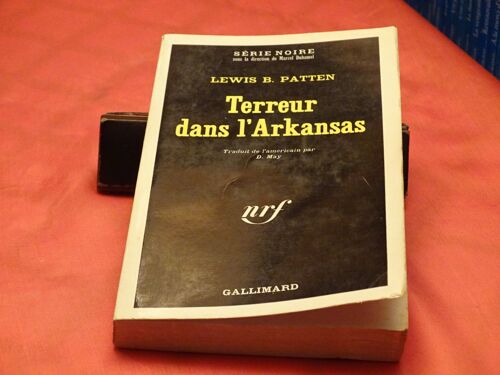 SÉRIE NOIRE
sous la direction de Marcel Duhamel
LEWIS B. PATTEN
Terreur
dans l'Arkansas
Traduit de l'américain par
D. May
nrf
GALLIMARD